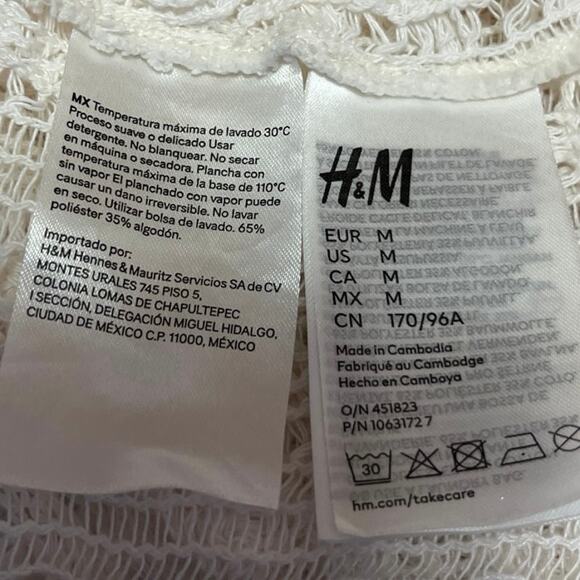 MX Temperatura máxima de lavado 30°C
Proceso suave o delicado Usar
detergente. No blanquear. No secar
en máquina o secadora. Plancha con
temperatura máxima de la base de 110°C
sin vapor El planchado con vapor puede
causar un dano irreversible. No lavar
en seco. Utilizar bolsa de lavado. 65%
poliéster 35% algodón.
Importado por:
H&M Hennes & Mauritz Servicios SA de CV
MONTES URALES 745 PISO 5,
COLONIA LOMAS DE CHAPULTEPEC
I SECCIÓN, DELEGACIÓN MIGUEL HIDALGO,
CIUDAD DE MÉXICO C.P. 11000, MÉXICO
H&M
EUR M
US M
CA M
MX M
CN 170/96A
Made in Cambodia
Fabriqué au Cambodge
Hecho en Camboya
O/N 451823
P/N 1063172 7
30
hm.com/takecare